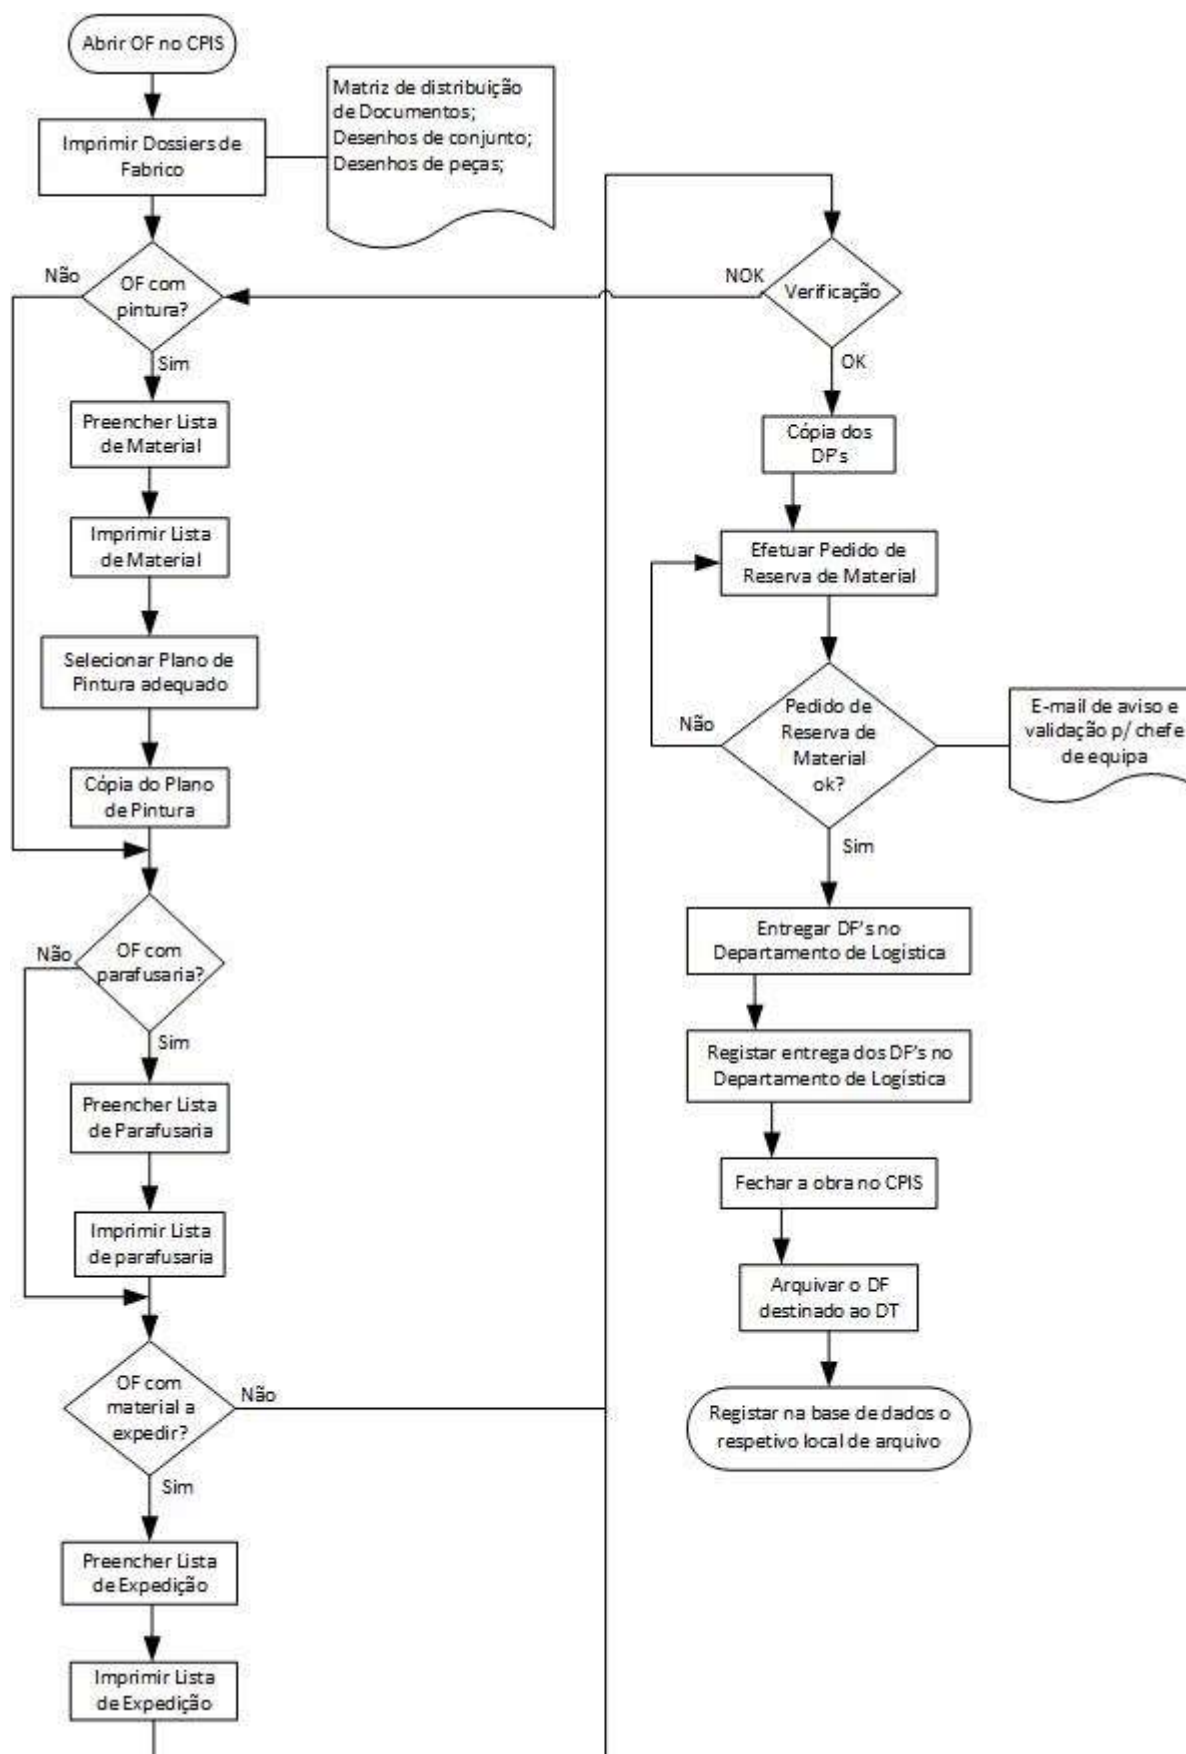 Abrir OF no CPIS
Imprimir Dossiers de
Fabrico
Matriz de distribuição
de Documentos;
Desenhos de conjunto;
Desenhos de peças;
Não
OF com
pintura?
Sim
Preencher Lista
de Material
Imprimir Lista
de Material
Selecionar Plano de
Pintura adequado
Cópia do Plano
de Pintura
Não
OF com
parafusaria?
Sim
Preencher Lista
de Parafusaria
Imprimir Lista
de parafusaria
OF com
material a
expedir?
Não
Sim
Preencher Lista
de Expedição
Imprimir Lista
de Expedição
NOK
Verificação
OK
Cópia dos
DF's
Efetuar Pedido de
Reserva de Material
Não
Pedido de
Reserva de
Material
ok?
E-mail de aviso e
validação p/ chefe
de equipa
Sim
Entregar DF's no
Departamento de Logística
Registar entrega dos DF's no
Departamento de Logística
Fechar a obra no CPIS
Arquivar o DF
destinado ao DT
Registar na base de dados o
respetivo local de arquivo